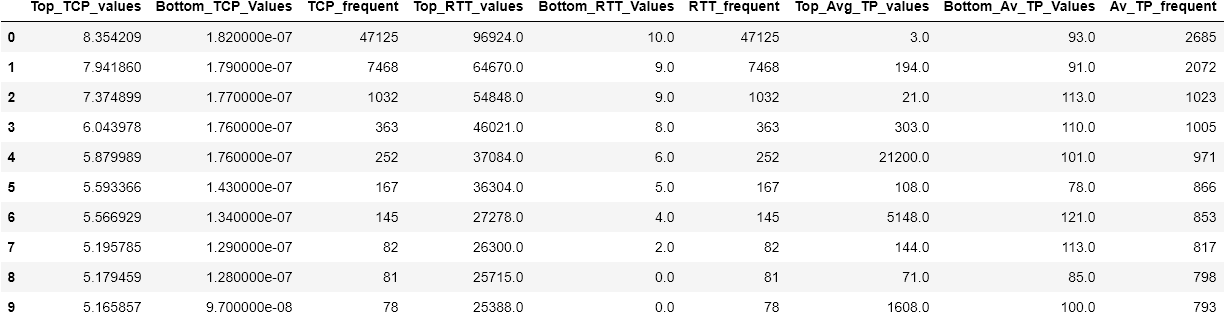 Top_TCP_values Bottom_TCP_Values TCP_frequent Top_RTT_values Bottom_RTT_Values RTT_frequent Top_Avg_TP_values Bottom_Av_TP_Values Av_TP_frequent
0 8.354209 1.820000e-07 47125 96924.0 10.0 47125 3.0 93.0 2685
1 7.941860 1.790000e-07 7468 64670.0 9.0 7468 194.0 91.0 2072
2 7.374899 1.770000e-07 1032 54848.0 9.0 1032 21.0 113.0 1023
3 6.043978 1.760000e-07 363 46021.0 8.0 363 303.0 110.0 1005
4 5.879989 1.760000e-07 252 37084.0 6.0 252 21200.0 101.0 971
5 5.593366 1.430000e-07 167 36304.0 5.0 167 108.0 78.0 866
6 5.566929 1.340000e-07 145 27278.0 4.0 145 5148.0 121.0 853
7 5.195785 1.290000e-07 82 26300.0 2.0 82 144.0 113.0 817
8 5.179459 1.280000e-07 81 25715.0 0.0 81 71.0 85.0 798
9 5.165857 9.700000e-08 78 25388.0 0.0 78 1608.0 100.0 793